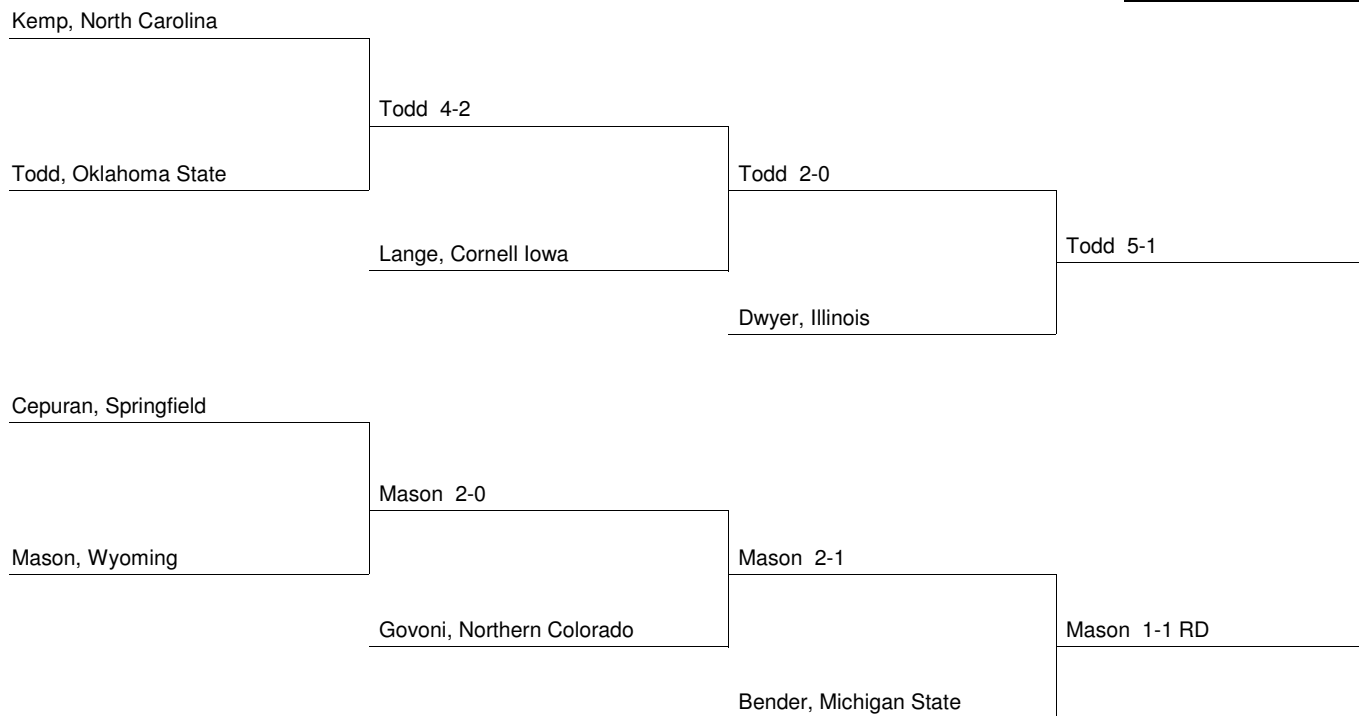 Kemp, North Carolina
Todd 4-2
Todd, Oklahoma State
Todd 2-0
Lange, Cornell Iowa
Todd 5-1
Dwyer, Illinois
Cepuran, Springfield
Mason 2-0
Mason, Wyoming
Mason 2-1
Govoni, Northern Colorado
Mason 1-1 RD
Bender, Michigan State